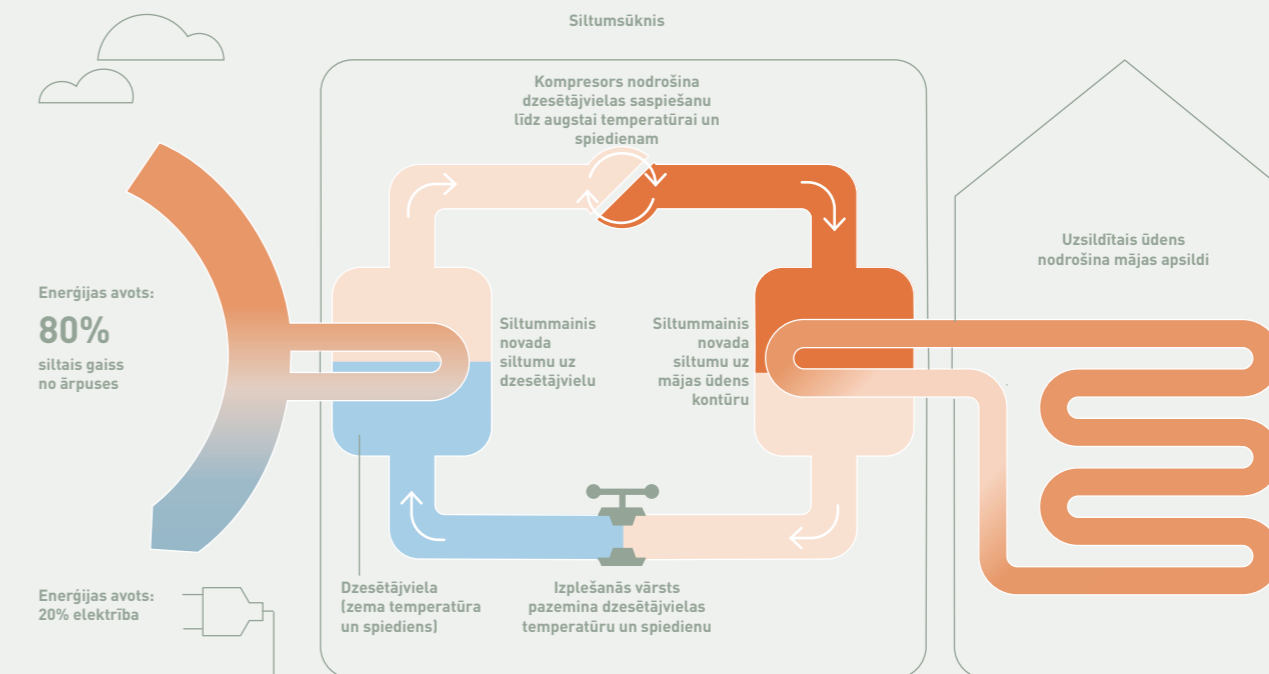 Siltumsūknis
Kompresors nodrošina
dzesētājvielas saspiešanu
līdz augstai temperatūrai un
spiedienam
Enerģijas avots:
80%
siltais gaiss
no ārpuses
Siltummainis
novada
siltumu uz
dzesētājvielu
Siltummainis
novada
siltumu uz
mājas ūdens
kontūru
Uzsildītais ūdens
nodrošina mājas apsildi
Enerģijas avots:
20% elektrība
Dzesētājviela
(zema temperatūra
un spiediens)
Izplešanās vārsts
pazemina dzesētājvielas
temperatūru un spiedienu